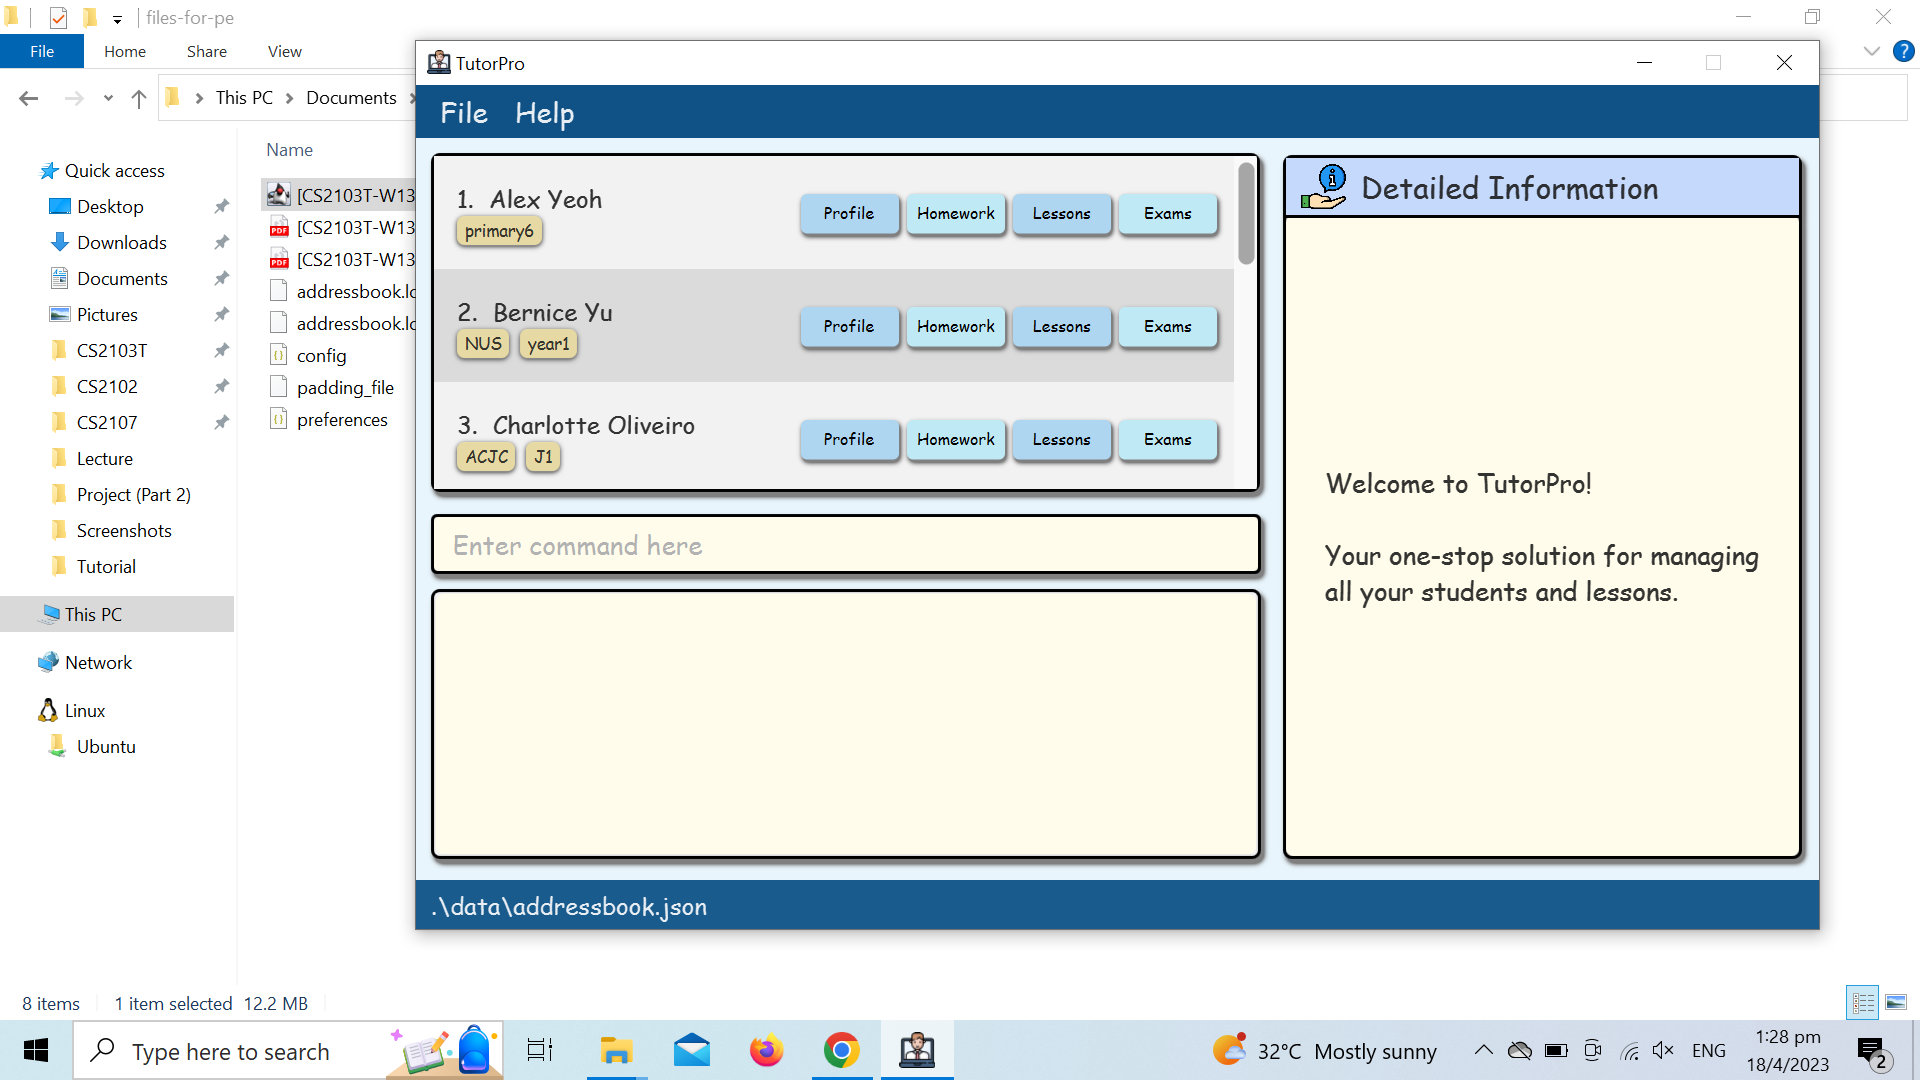 files-for-pe
File
Home
Share
View
This PC
Documents
Quick access
Desktop
Downloads
Documents
Pictures
CS2103T
CS2102
CS2107
Lecture
Project (Part 2)
Screenshots
Tutorial
This PC
Network
Linux
Ubuntu
Name
[CS2103T-W13
[CS2103T-W13
[CS2103T-W13
addressbook.lo
addressbook.lo
config
padding_file
preferences
TutorPro
File
Help
1. Alex Yeoh
primary6
Profile
Homework
Lessons
Exams
2. Bernice Yu
NUS
year1
Profile
Homework
Lessons
Exams
3. Charlotte Oliveiro
ACJC
J1
Profile
Homework
Lessons
Exams
Enter command here
Detailed Information
Welcome to TutorPro!
Your one-stop solution for managing
all your students and lessons.
.\data\addressbook.json
8 items
1 item selected 12.2 MB
Type here to search
32°C Mostly sunny
ENG
1:28 pm
18/4/2023
2